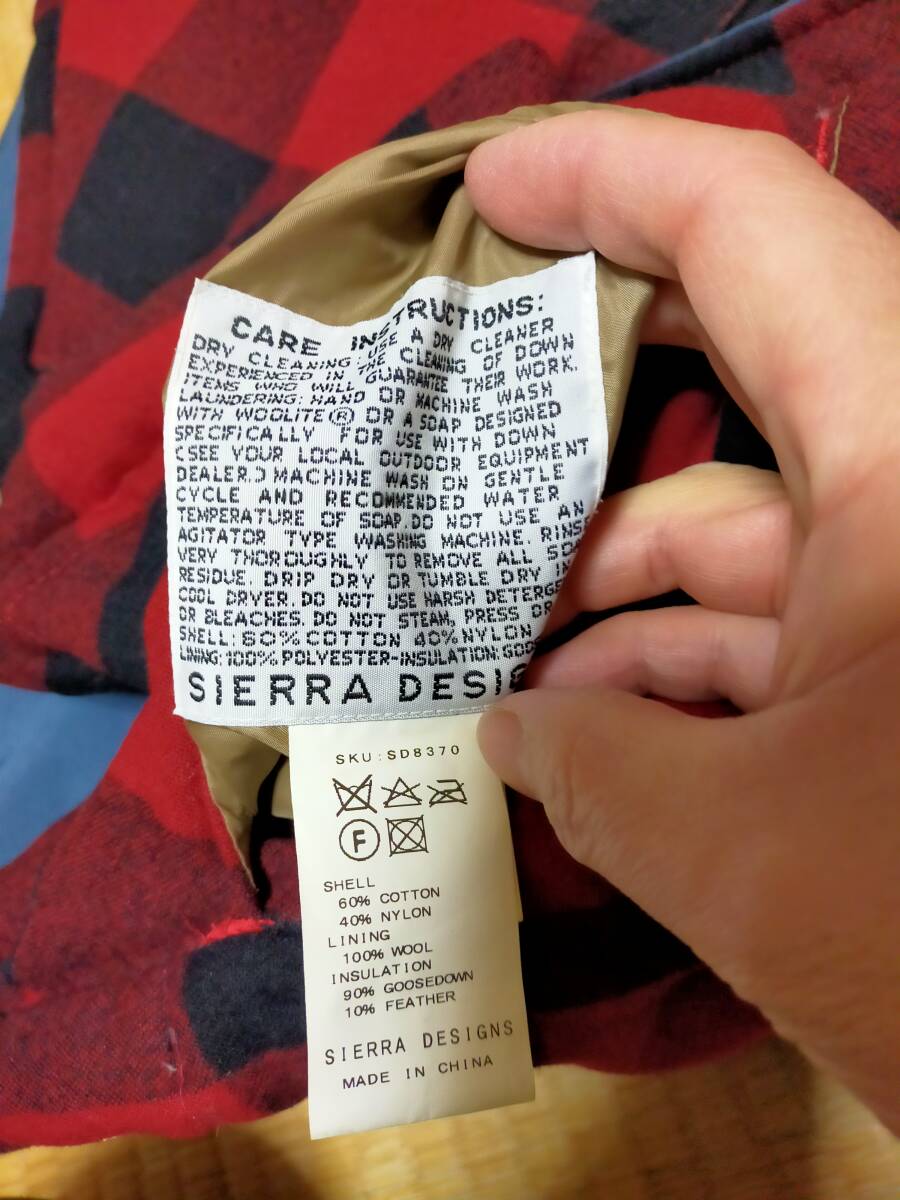 CARE INSTRUCTIONS:
DRY CLEANING: USE A DRY CLEANER
EXPERIENCED IN THE CLEANING OF DOWN
ITEMS WHO WILL GUARANTEE THEIR WORK.
LAUNDERING: HAND OR MACHINE WASH
WITH WOOLITE® OR A SOAP DESIGNED
SPECIFICALLY FOR USE WITH DOWN
(SEE YOUR LOCAL OUTDOOR EQUIPMENT
DEALER.) MACHINE WASH ON GENTLE
CYCLE AND RECOMMENDED WATER
TEMPERATURE OF SOAP. DO NOT USE AN
AGITATOR TYPE WASHING MACHINE. RINSE
VERY THOROUGHLY TO REMOVE ALL
RESIDUE. DRIP DRY OR TUMBLE DRY IN
COOL DRYER. DO NOT USE HARSH
OR BLEACHES. DO NOT STEAM, PRESS OR
SHELL: 60% COTTON 40% NYLON
LINING: 100% POLYESTER-INSULATION:
SIERRA
SKU:SD8370
F
SHELL
60% COTTON
40% NYLON
LINING
100% WOOL
INSULATION
90% GOOSEDOWN
10% FEATHER
SIERRA DESIGNS
MADE IN CHINA